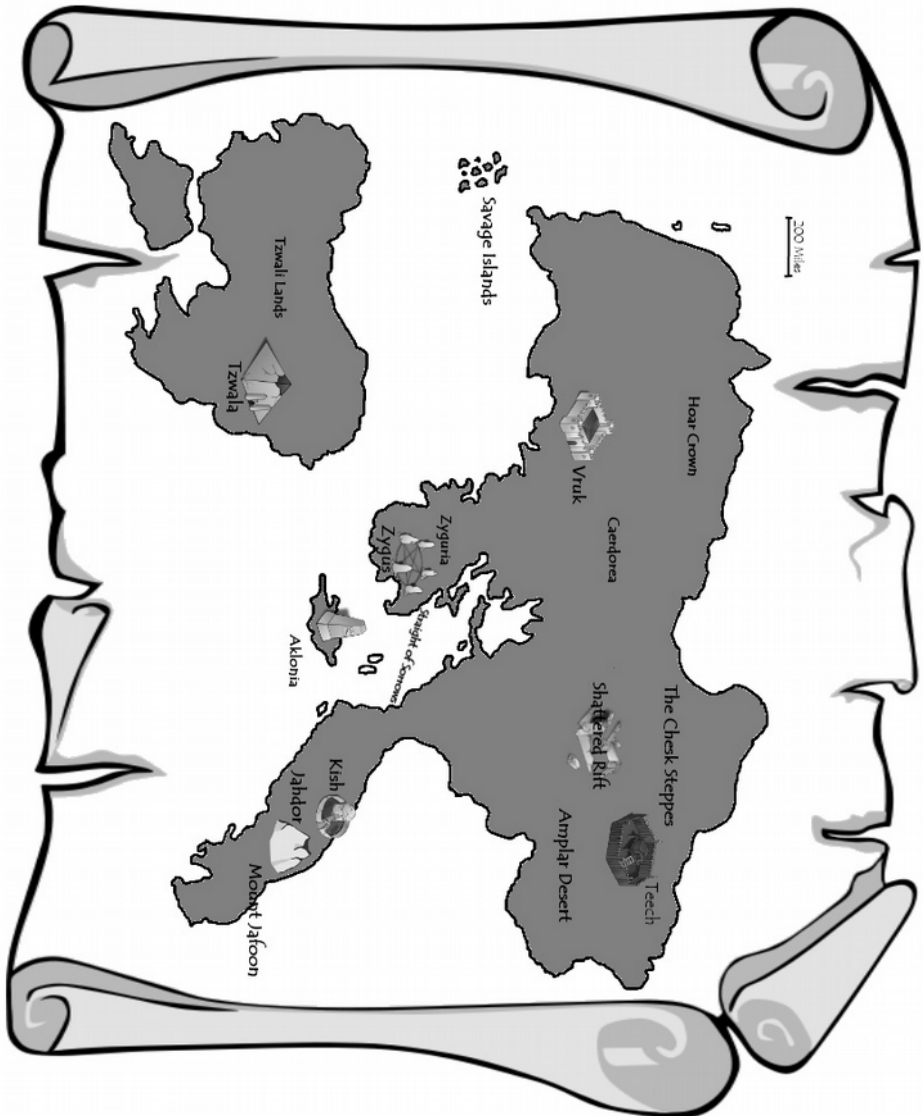 200 Miles
Hoar Crown
The Chesk Steppes
Teech
Caerdorea
Vruk
Shattered Rift
Amplar Desert
Savage Islands
Zyguria
Zygus
Straight of Sorrows
Kish
Jahdor
Aklonia
Mount Jafoon
Tzwali Lands
Tzwala